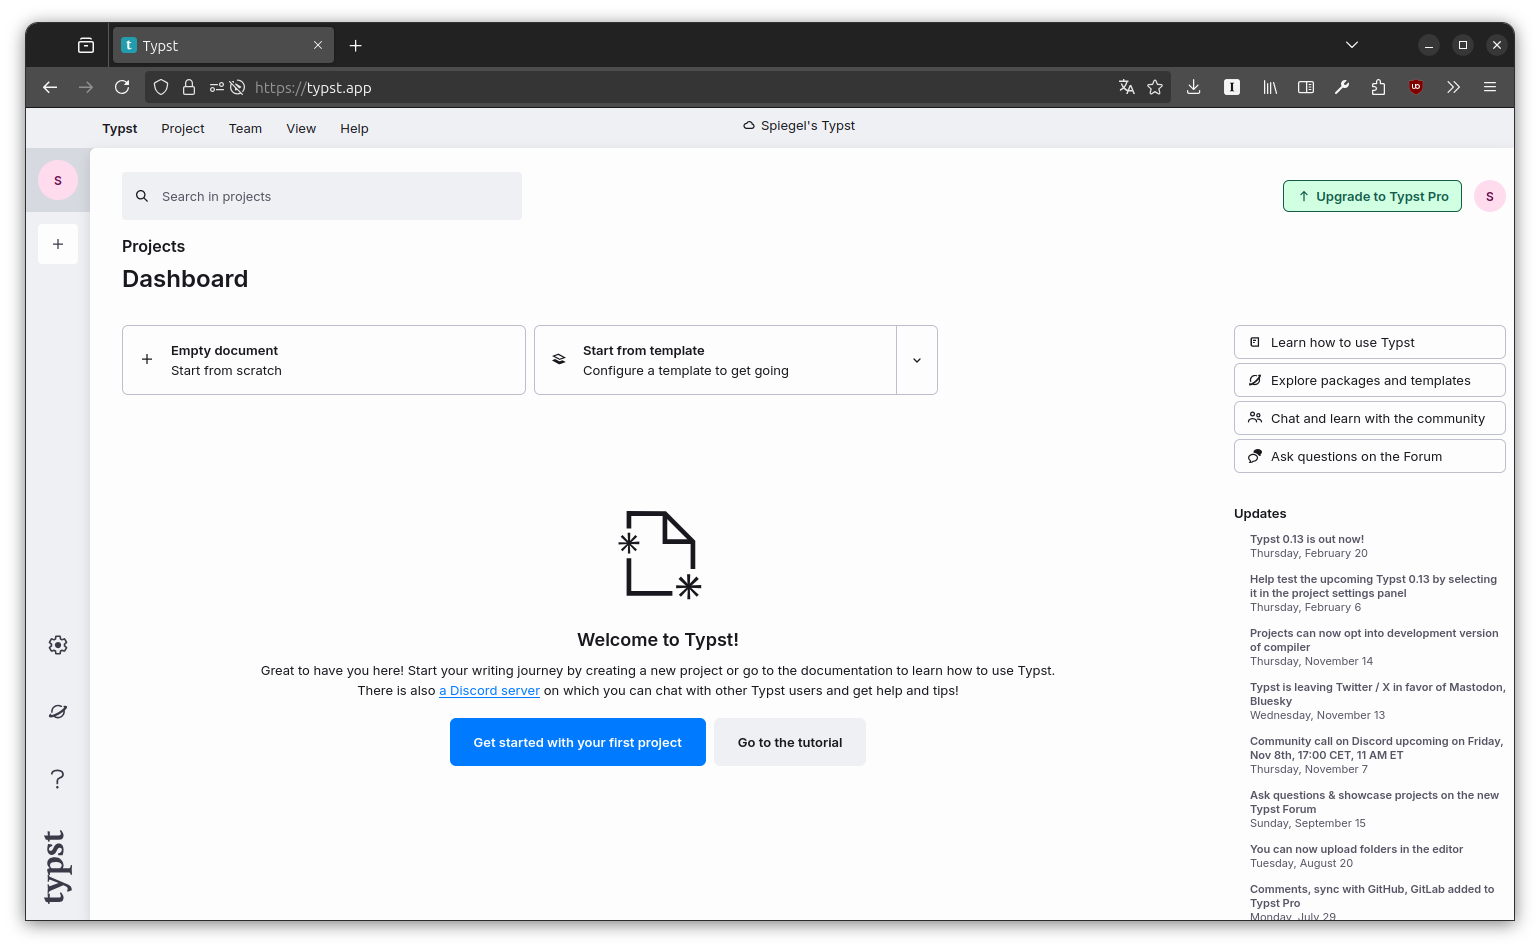 Typst
https://typst.app
Typst Project Team View Help
Spiegel's Typst
S
Search in projects
Upgrade to Typst Pro
S
Projects
Dashboard
Empty document
Start from scratch
Start from template
Configure a template to get going
Learn how to use Typst
Explore packages and templates
Chat and learn with the community
Ask questions on the Forum
Welcome to Typst!
Great to have you here! Start your writing journey by creating a new project or go to the documentation to learn how to use Typst.
There is also a Discord server on which you can chat with other Typst users and get help and tips!
Get started with your first project
Go to the tutorial
Updates
Typst 0.13 is out now!
Thursday, February 20
Help test the upcoming Typst 0.13 by selecting
it in the project settings panel
Thursday, February 6
Projects can now opt into development version
of compiler
Thursday, November 14
Typst is leaving Twitter / X in favor of Mastodon,
Bluesky
Wednesday, November 13
Community call on Discord upcoming on Friday,
Nov 8th, 17:00 CET, 11 AM ET
Thursday, November 7
Ask questions & showcase projects on the new
Typst Forum
Sunday, September 15
You can now upload folders in the editor
Tuesday, August 20
Comments, sync with GitHub, GitLab added to
Typst Pro
Monday, July 29
typst